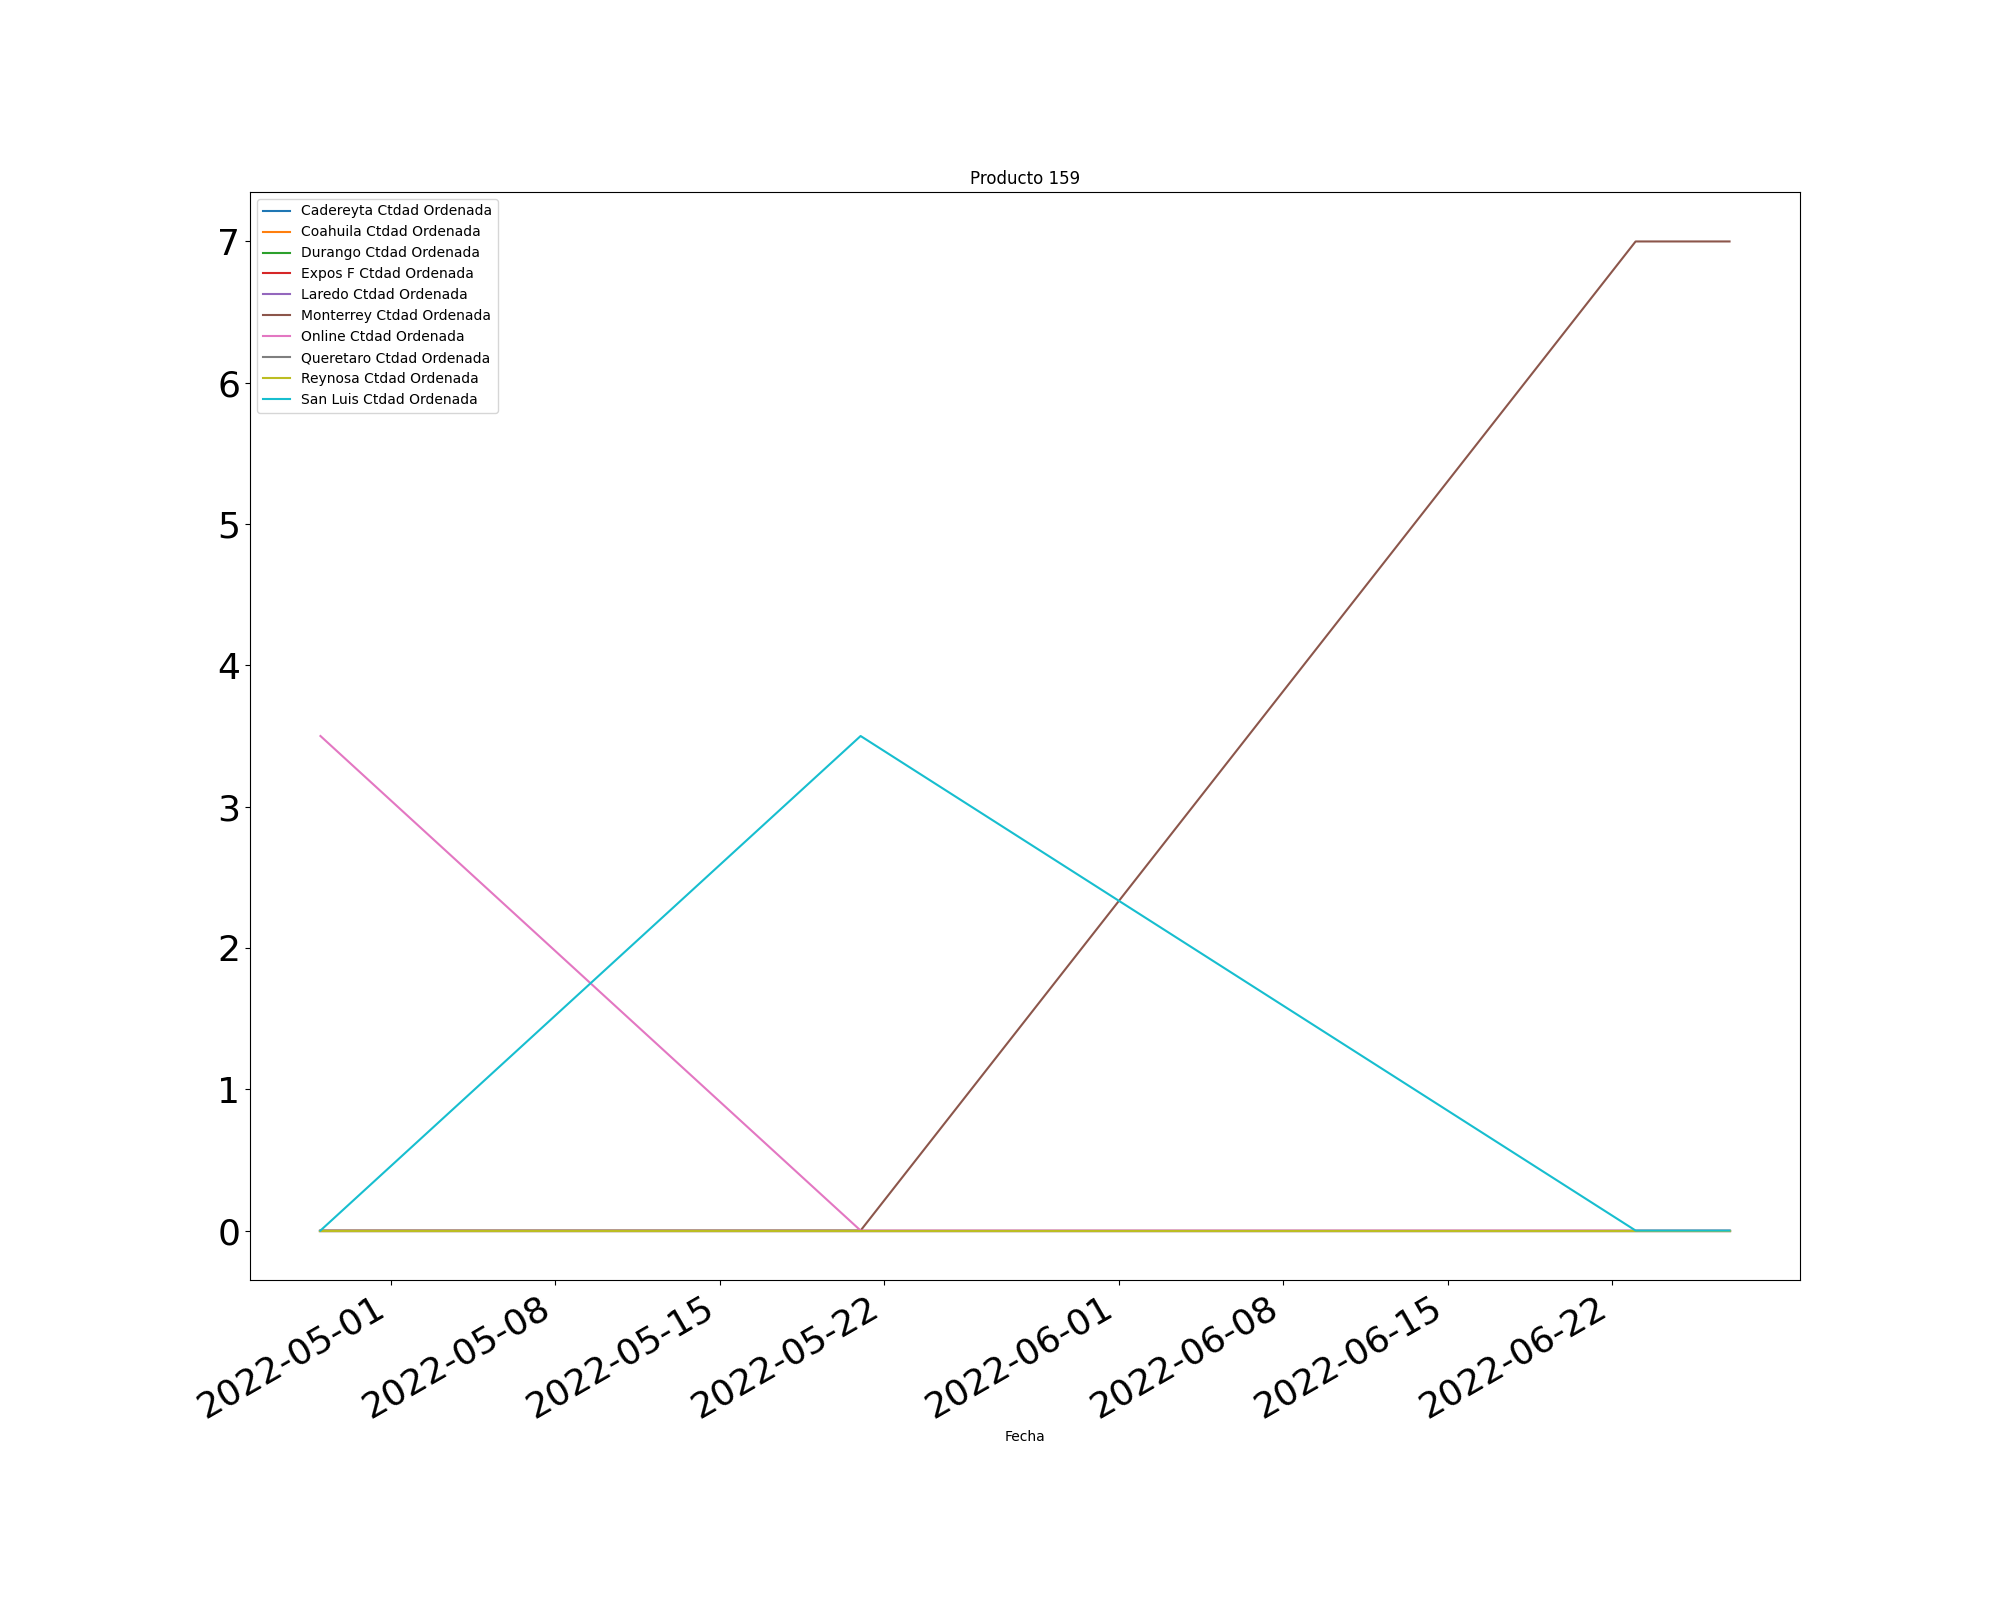 Producto 159
Cadereyta Ctdad Ordenada
Coahuila Ctdad Ordenada
Durango Ctdad Ordenada
Expos F Ctdad Ordenada
Laredo Ctdad Ordenada
Monterrey Ctdad Ordenada
Online Ctdad Ordenada
Queretaro Ctdad Ordenada
Reynosa Ctdad Ordenada
San Luis Ctdad Ordenada
7
6
5
4
3
2
1
0
2022-05-01
2022-05-08
2022-05-15
2022-05-22
2022-06-01
2022-06-08
2022-06-15
2022-06-22
Fecha